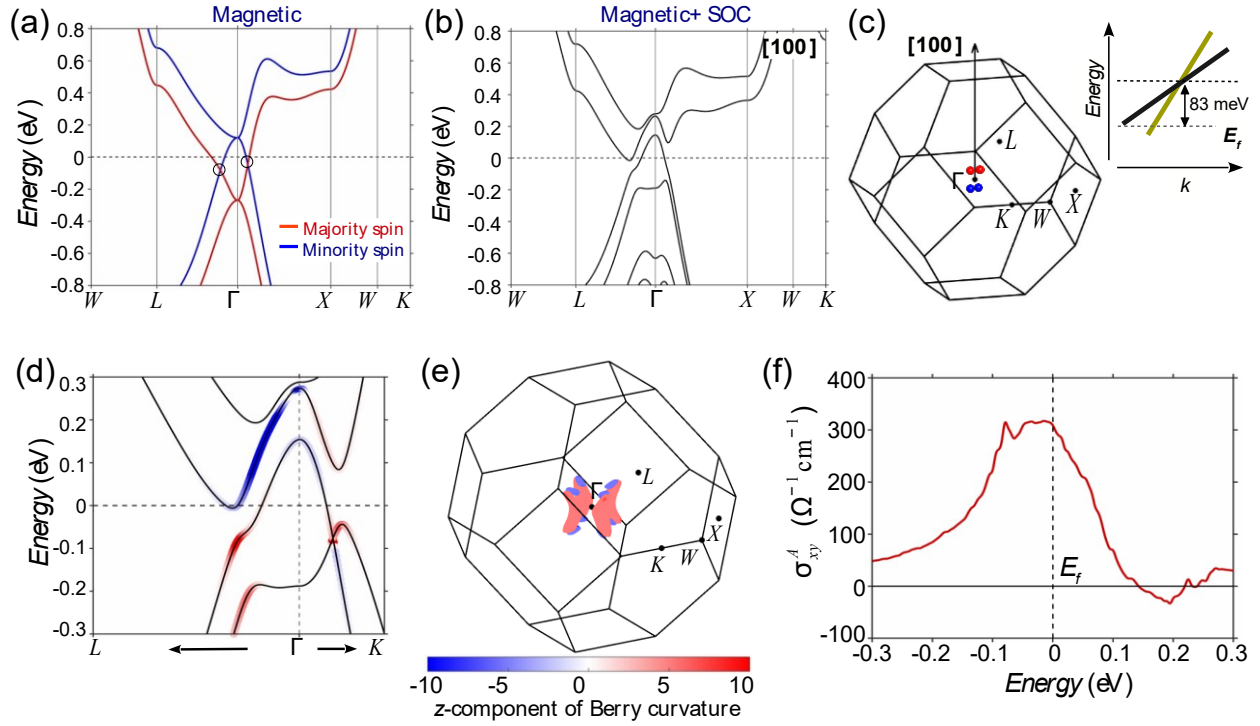 (a)
Magnetic
0.8
0.6
0.4
0.2
0
-0.2
-0.4
-0.6
-0.8
Energy (eV)
Majority spin
Minority spin
W L Γ X W K
(b)
Magnetic+ SOC
[100]
0.8
0.6
0.4
0.2
0
-0.2
-0.4
-0.6
-0.8
Energy (eV)
W L Γ X W K
(c)
[100]
L
Γ
K
W
X
Energy
83 meV
E_f
k
(d)
0.3
0.2
0.1
0
-0.1
-0.2
-0.3
Energy (eV)
L Γ K
(e)
L
Γ
X
W
K
-10 -5 0 5 10
z-component of Berry curvature
(f)
400
300
200
100
0
-100
σ^A_xy (Ω⁻¹ cm⁻¹)
E_f
-0.3 -0.2 -0.1 0 0.1 0.2 0.3
Energy (eV)